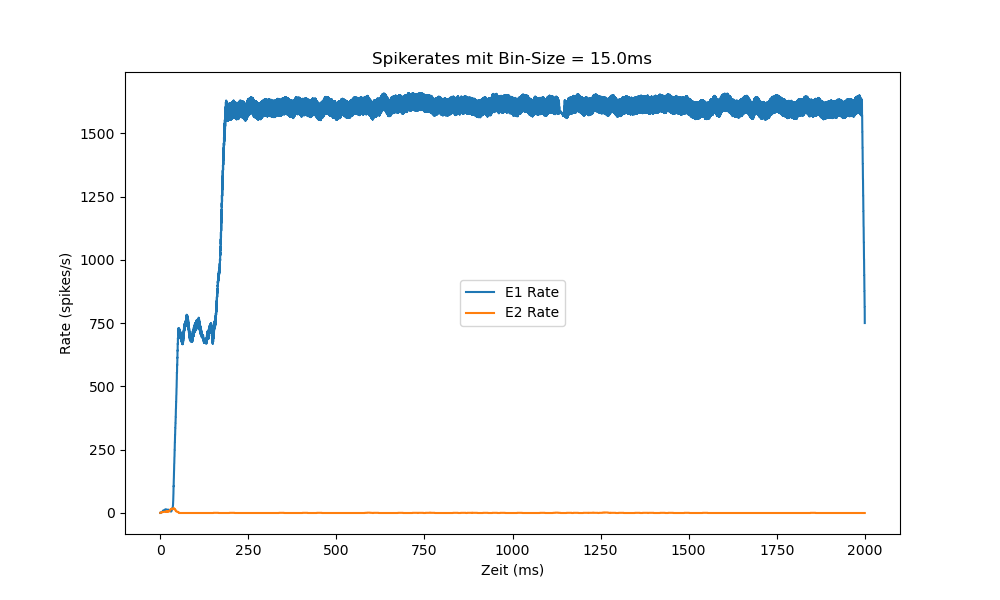 Spikerates mit Bin-Size = 15.0ms
Rate (spikes/s)
1500
1250
1000
750
500
250
0
E1 Rate
E2 Rate
0 250 500 750 1000 1250 1500 1750 2000
Zeit (ms)